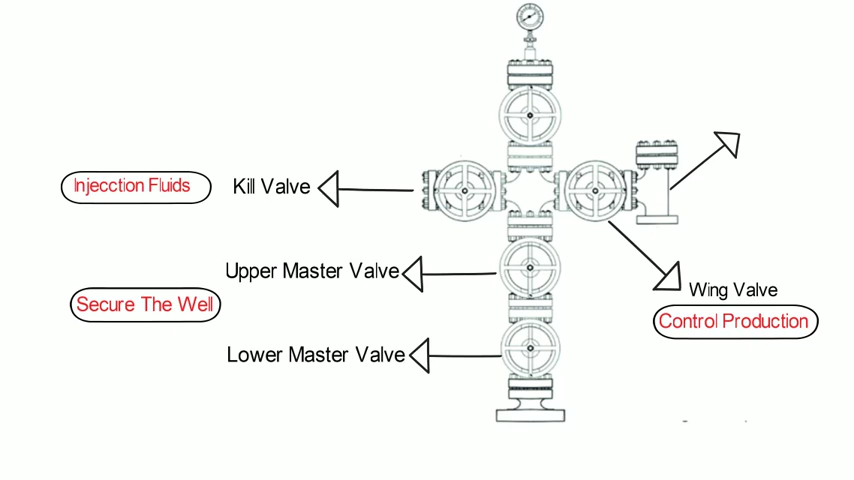 Injecction Fluids
Kill Valve
Upper Master Valve
Secure The Well
Wing Valve
Control Production
Lower Master Valve